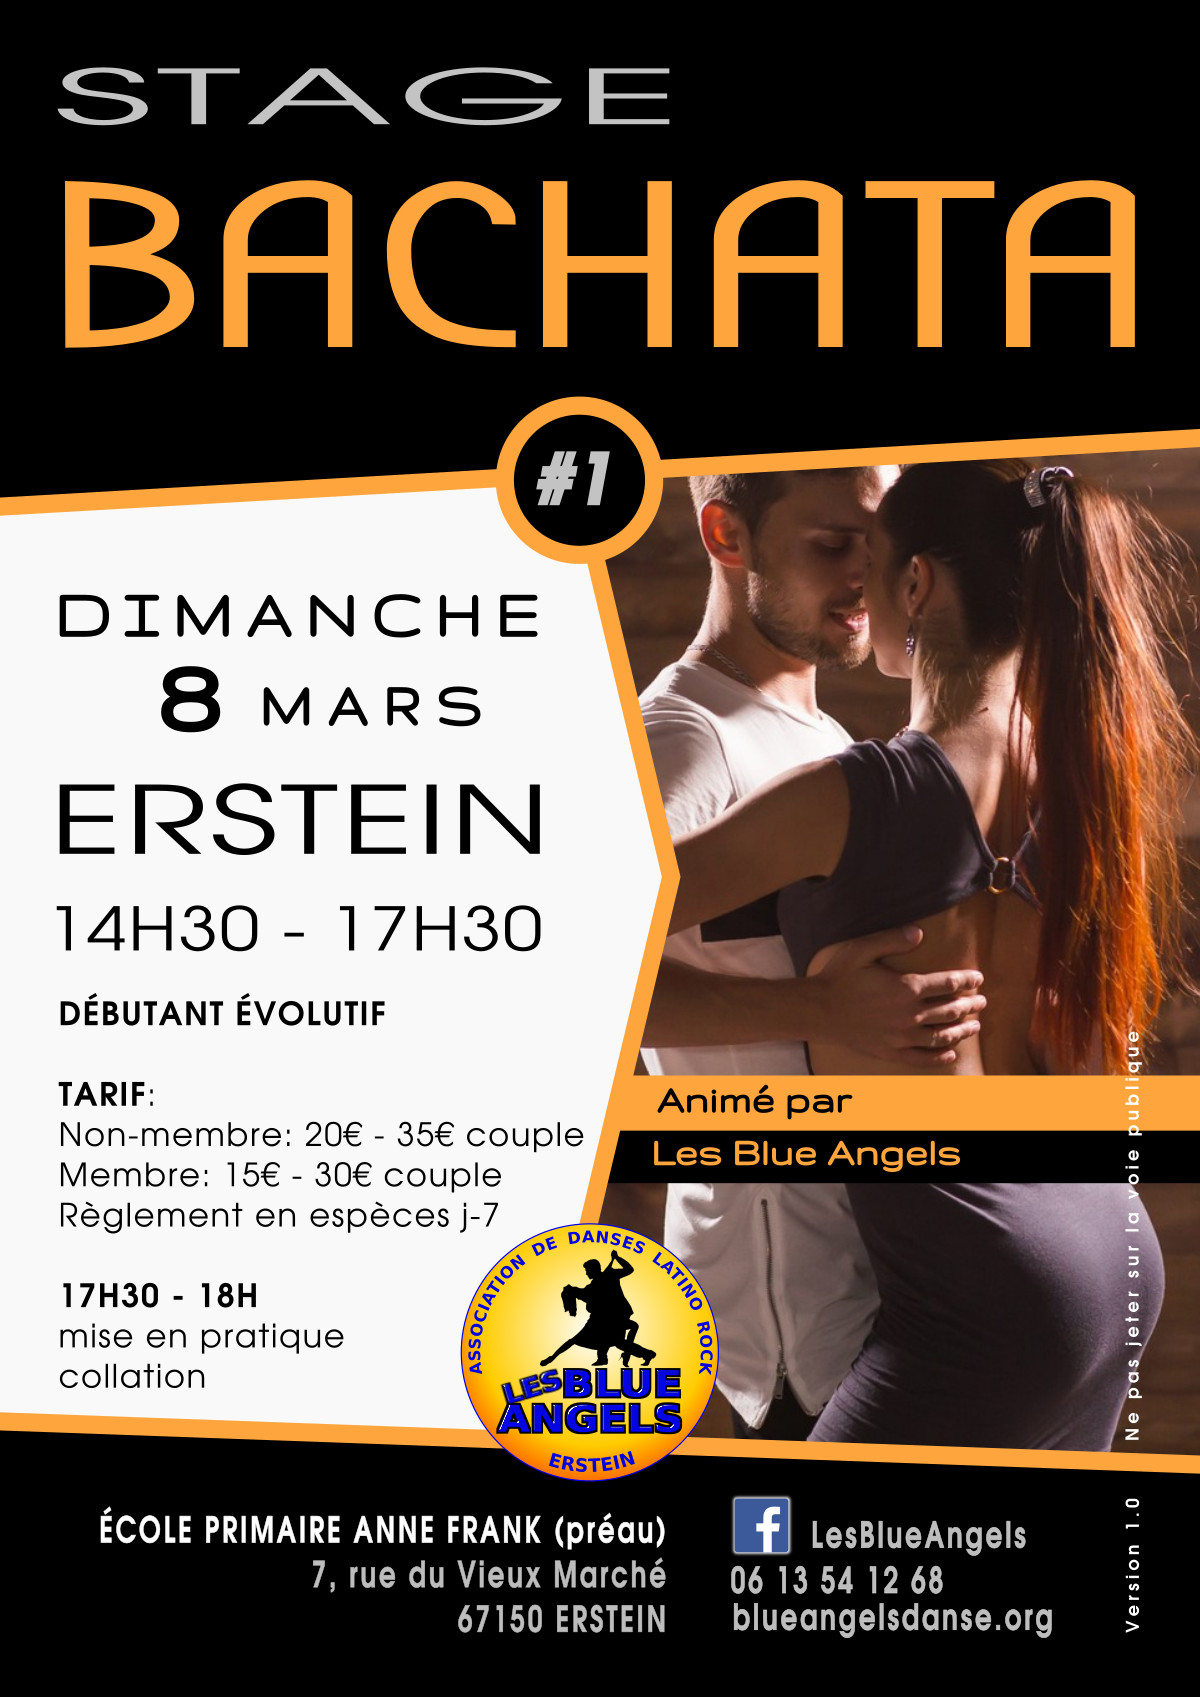 STAGE
BACHATA
#1
DIMANCHE
8 MARS
ERSTEIN
14H30 - 17H30
DÉBUTANT ÉVOLUTIF
TARIF:
Non-membre: 20€ - 35€ couple
Membre: 15€ - 30€ couple
Règlement en espèces j-7
17H30 - 18H
mise en pratique
collation
Animé par
Les Blue Angels
ASSOCIATION DE DANSES LATINO ROCK
LES BLUE
ANGELS
ERSTEIN
ÉCOLE PRIMAIRE ANNE FRANK (préau)
7, rue du Vieux Marché
67150 ERSTEIN
f LesBlueAngels
06 13 54 12 68
blueangelsdanse.org
Version 1.0 Ne pas jeter sur la voie publique